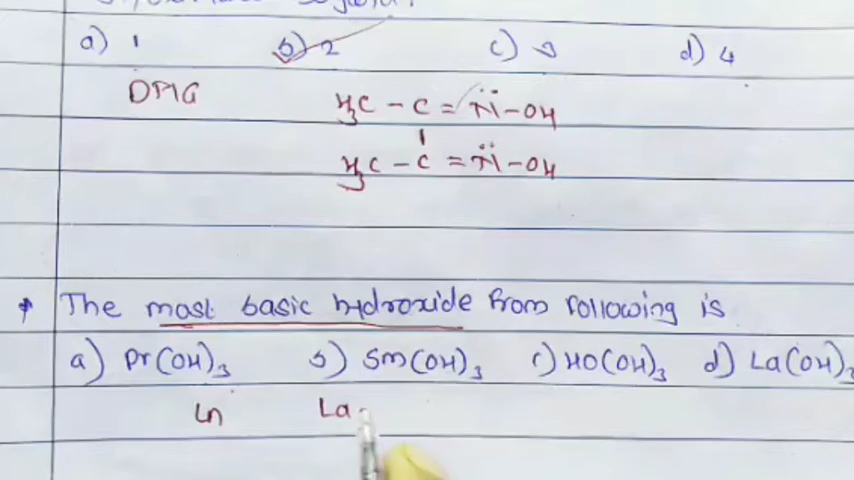 a) 1 b) 2 c) 3 d) 4
DMG H3C - C = N̈ - OH
H3C - C = N̈ - OH
* The most basic hydroxide from following is
a) Pr(OH)3 b) Sm(OH)3 c) HO(OH)3 d) La(OH)3
Ln La